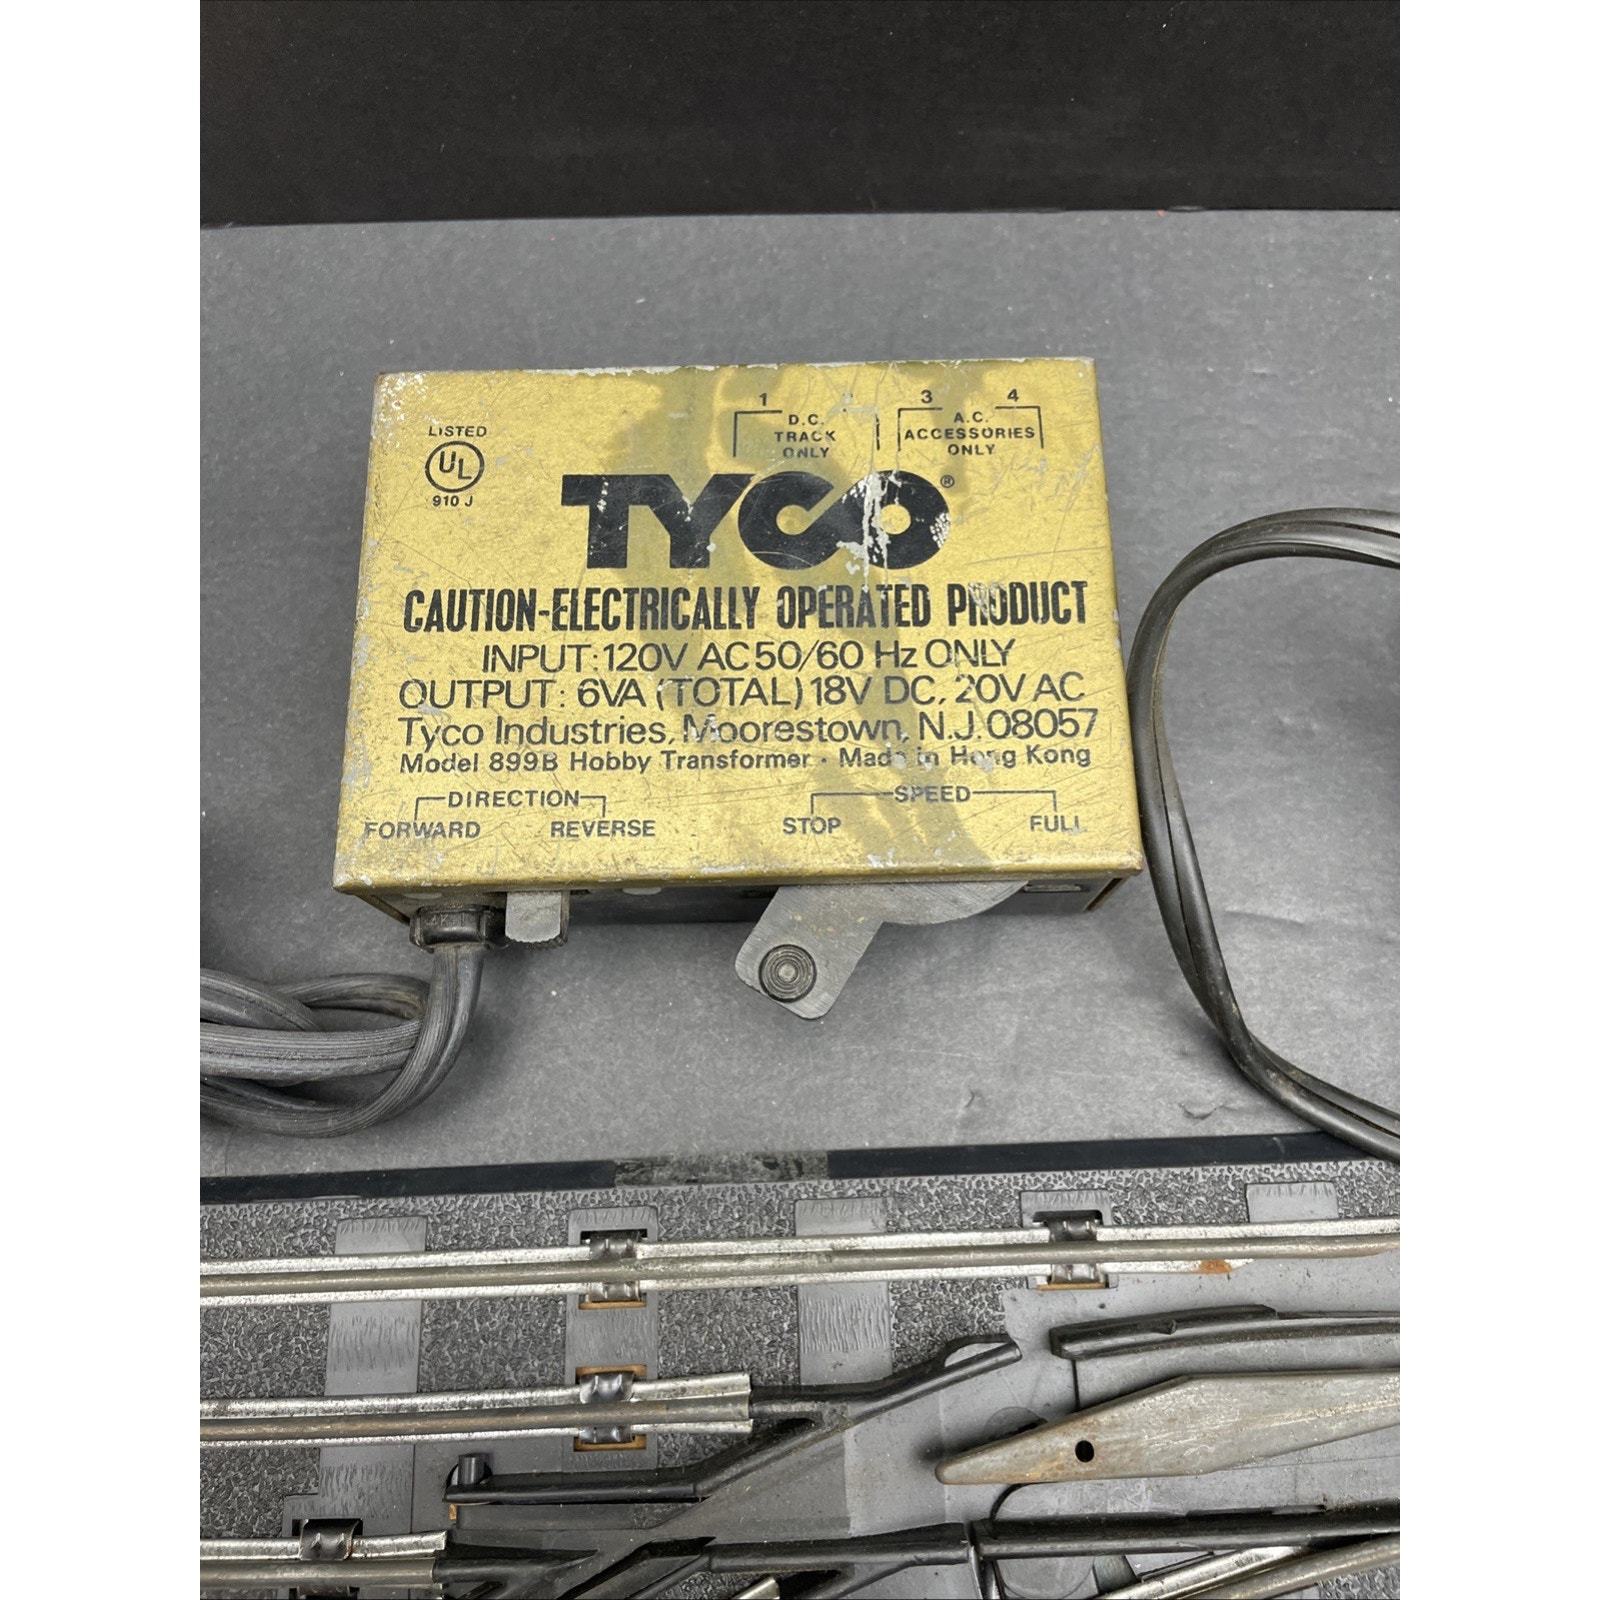 1 2 3 4
D.C. TRACK ONLY
A.C. ACCESSORIES ONLY
LISTED
UL
910 J
TYCO®
CAUTION-ELECTRICALLY OPERATED PRODUCT
INPUT: 120V AC 50/60 Hz ONLY
OUTPUT: 6VA (TOTAL) 18V DC, 20V AC
Tyco Industries, Moorestown, N.J. 08057
Model 899B Hobby Transformer · Made in Hong Kong
DIRECTION
FORWARD REVERSE
SPEED
STOP FULL